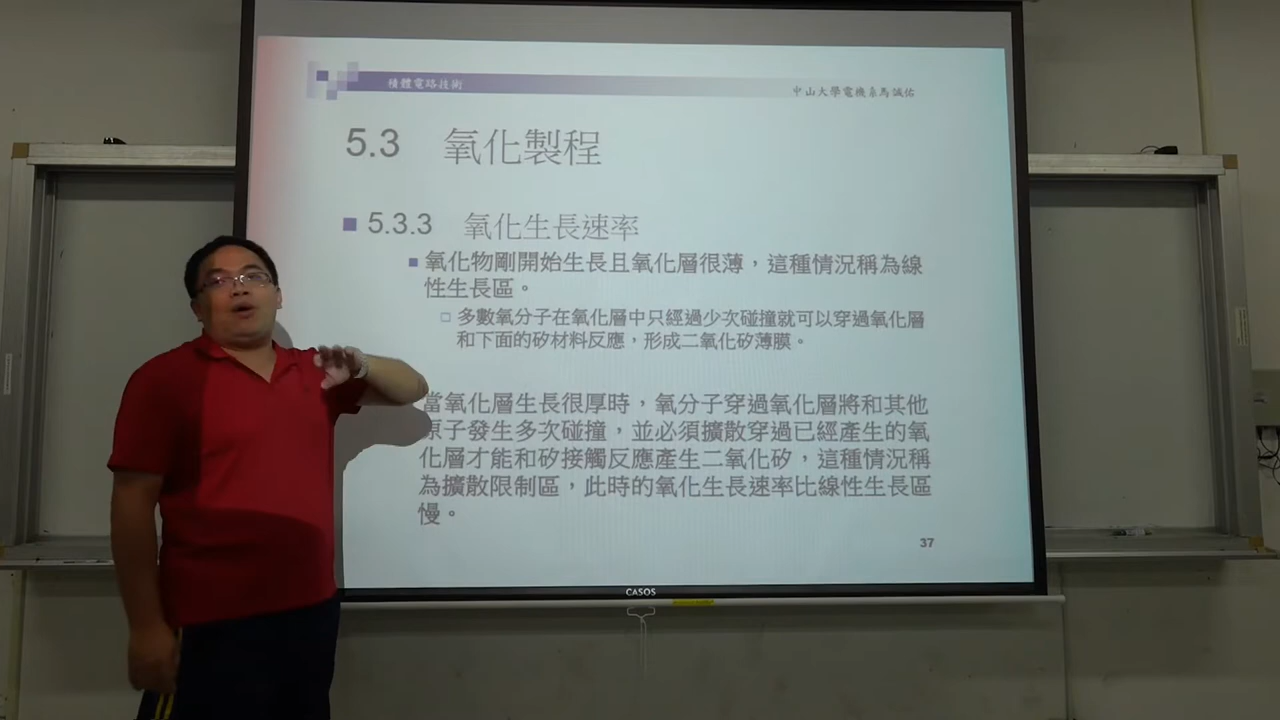 積體電路技術
中山大學電機系馬誠佑
5.3 氧化製程
5.3.3 氧化生長速率
氧化物剛開始生長且氧化層很薄，這種情況稱為線
性生長區。
多數氧分子在氧化層中只經過少次碰撞就可以穿過氧化層
和下面的矽材料反應，形成二氧化矽薄膜。
當氧化層生長很厚時，氧分子穿過氧化層將和其他
原子發生多次碰撞，並必須擴散穿過已經產生的氧
化層才能和矽接觸反應產生二氧化矽，這種情況稱
為擴散限制區，此時的氧化生長速率比線性生長區
慢。
37
CASOS